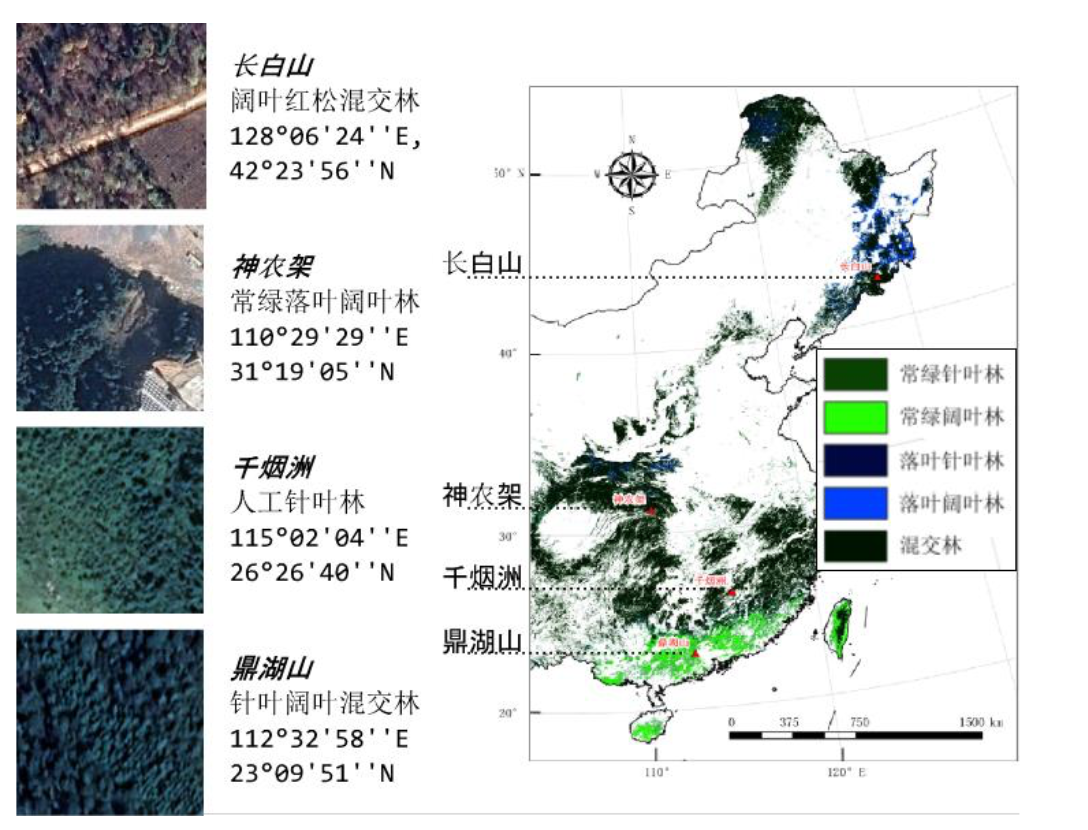 长白山
阔叶红松混交林
128°06'24''E,
42°23'56''N
神农架
常绿落叶阔叶林
110°29'29''E
31°19'05''N
千烟洲
人工针叶林
115°02'04''E
26°26'40''N
鼎湖山
针叶阔叶混交林
112°32'58''E
23°09'51''N
长白山
神农架
千烟洲
鼎湖山
N
W
E
S
50° N
40°
30°
20°
长白山
神农架
千烟洲
鼎湖山
常绿针叶林
常绿阔叶林
落叶针叶林
落叶阔叶林
混交林
0 375 750 1500 km
110° 120° E